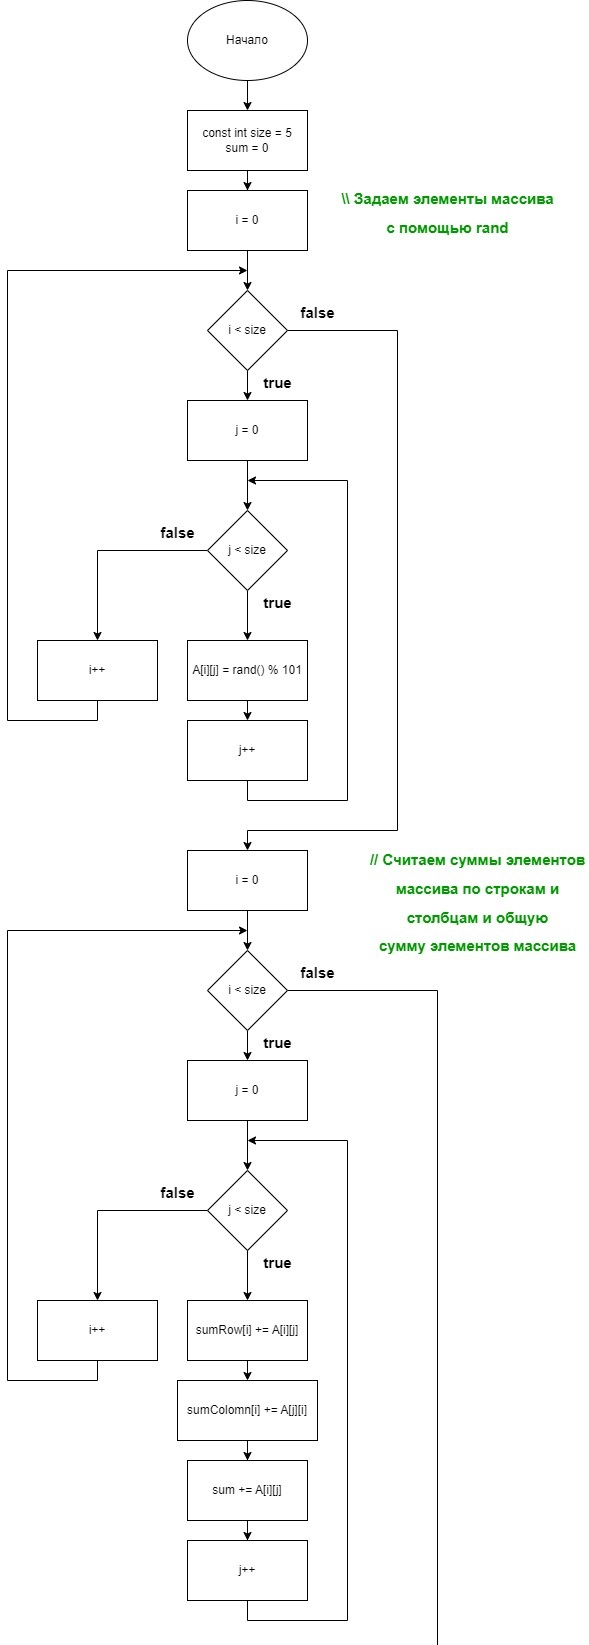 Начало
const int size = 5
sum = 0
i = 0
\\ Задаем элементы массива
с помощью rand
i < size
false
true
j = 0
j < size
false
true
i++
A[i][j] = rand() % 101
j++
i = 0
// Считаем суммы элементов
массива по строкам и
столбцам и общую
сумму элементов массива
i < size
false
true
j = 0
j < size
false
true
i++
sumRow[i] += A[i][j]
sumColomn[i] += A[j][i]
sum += A[i][j]
j++